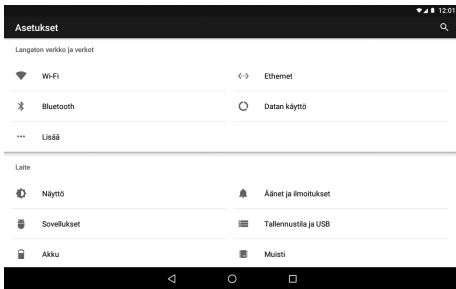 12:01
Asetukset
Langaton verkko ja verkot
Wi-Fi
Ethernet
Bluetooth
Datan käyttö
Lisää
Laite
Näyttö
Äänet ja ilmoitukset
Sovellukset
Tallennustila ja USB
Akku
Muisti